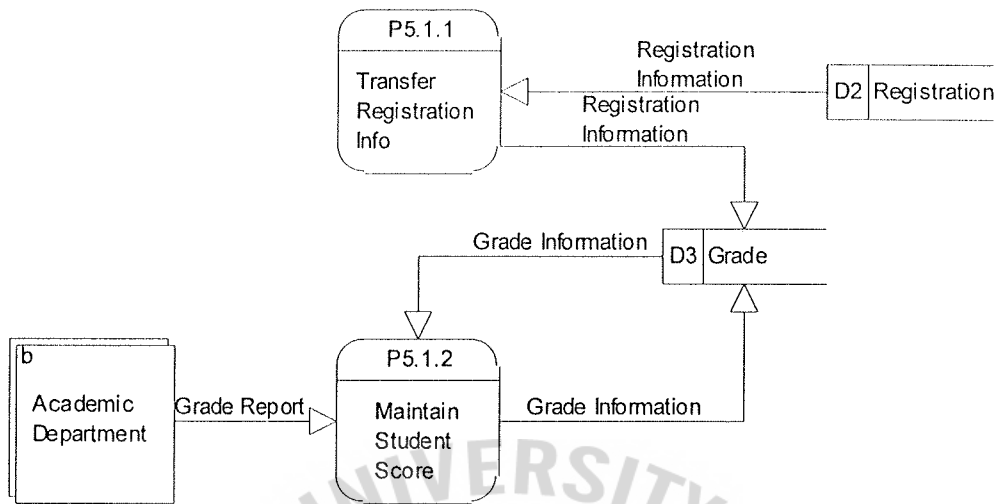 P5.1.1
Transfer
Registration
Info
Registration
Information
D2
Registration
Registration
Information
Grade Information
D3
Grade
b
Academic
Department
Grade Report
P5.1.2
Maintain
Student
Score
Grade Information
UNIVERSITY